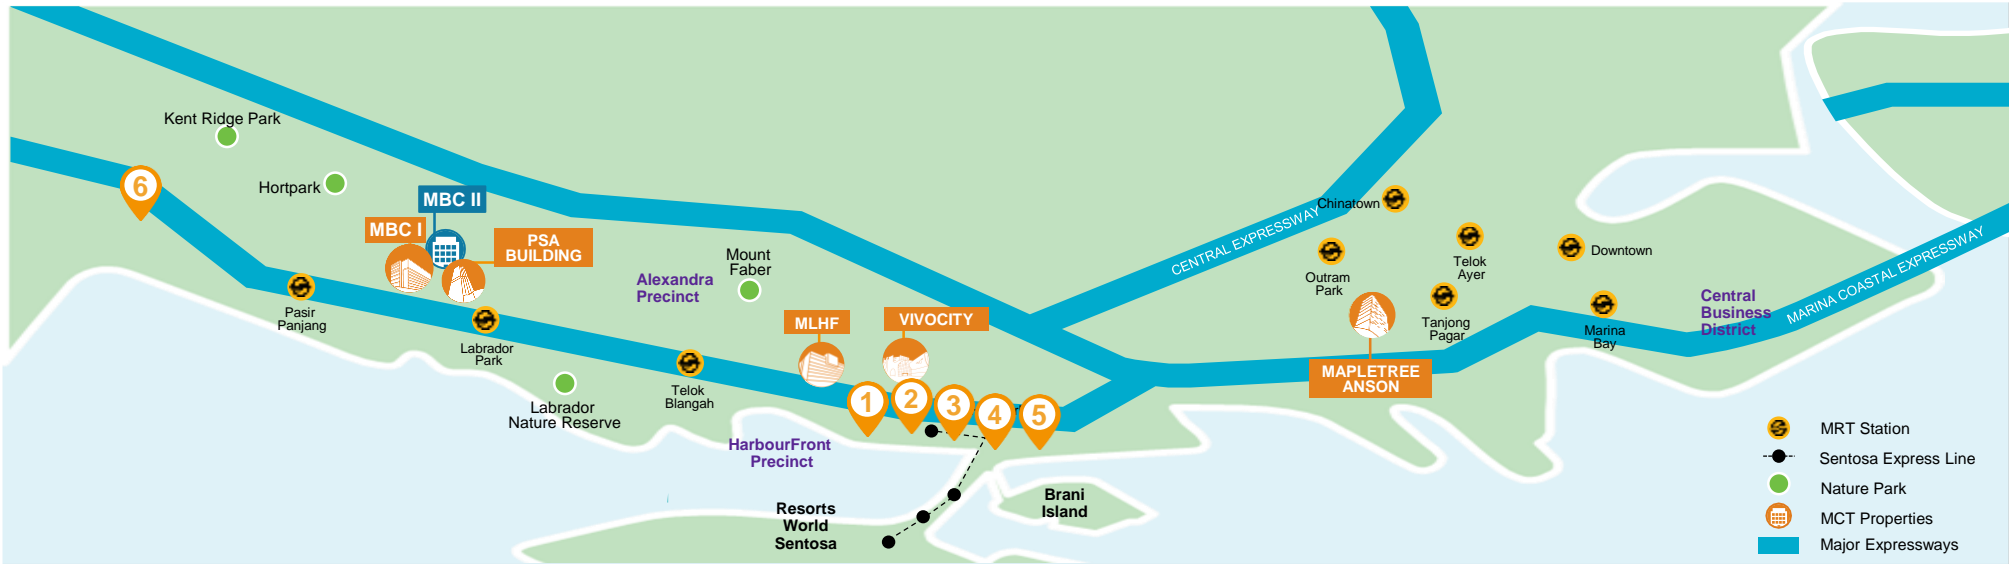 Kent Ridge Park
6
Hortpark
MBC II
MBC I
PSA
BUILDING
Pasir
Panjang
Labrador
Park
Labrador
Nature Reserve
Alexandra
Precinct
Mount
Faber
Telok
Blangah
MLHF
VIVOCITY
1
2
3
4
5
HarbourFront
Precinct
Resorts
World
Sentosa
Brani
Island
CENTRAL EXPRESSWAY
Chinatown
Outram
Park
Telok
Ayer
Downtown
Tanjong
Pagar
MAPLETREE
ANSON
Marina
Bay
Central
Business
District
MARINA COASTAL EXPRESSWAY
MRT Station
Sentosa Express Line
Nature Park
MCT Properties
Major Expressways